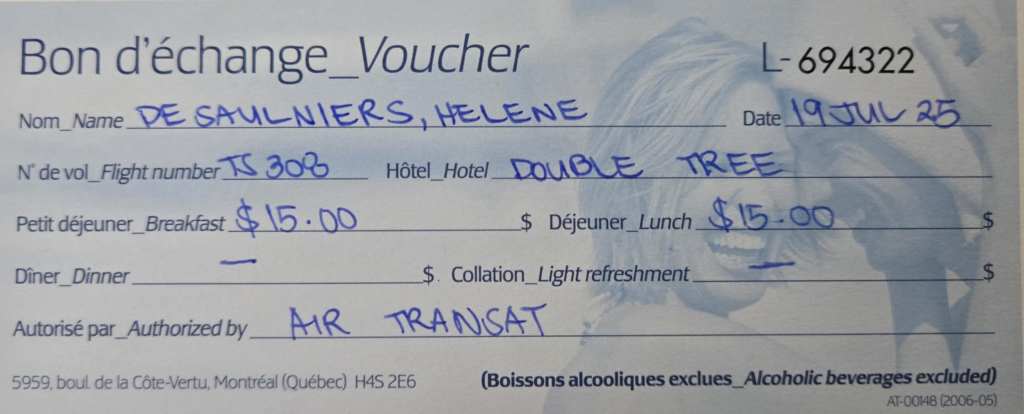 Bon d'échange_Voucher L-694322
Nom_Name DE SAULNIERS, HELENE Date 19 JUL 25
N° de vol_Flight number TS 308 Hôtel_Hotel DOUBLE TREE
Petit déjeuner_Breakfast $15.00 $ Déjeuner_Lunch $15.00 $
Dîner_Dinner — $. Collation_Light refreshment — $
Autorisé par_Authorized by AIR TRANSAT
5959, boul. de la Côte-Vertu, Montréal (Québec) H4S 2E6 (Boissons alcooliques exclues_Alcoholic beverages excluded)
AT-00148 (2006-05)